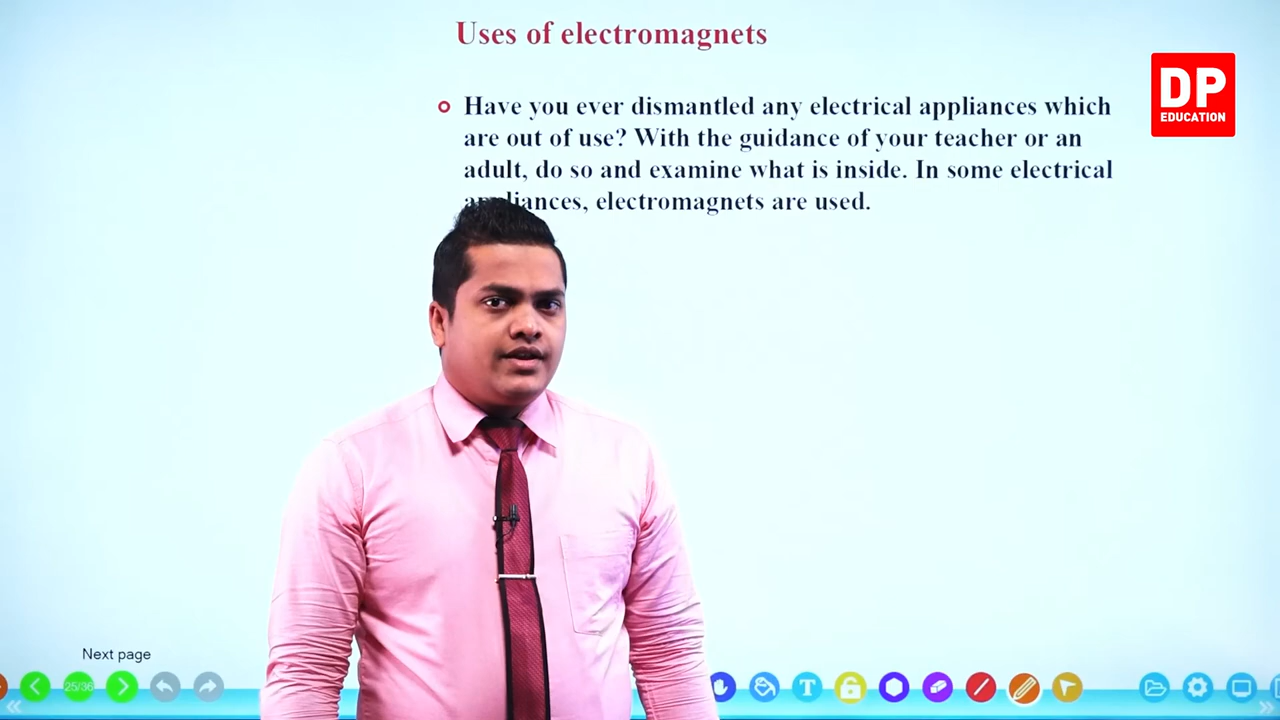 Uses of electromagnets
DP
EDUCATION
Have you ever dismantled any electrical appliances which
are out of use? With the guidance of your teacher or an
adult, do so and examine what is inside. In some electrical
appliances, electromagnets are used.
Next page
25/36
T